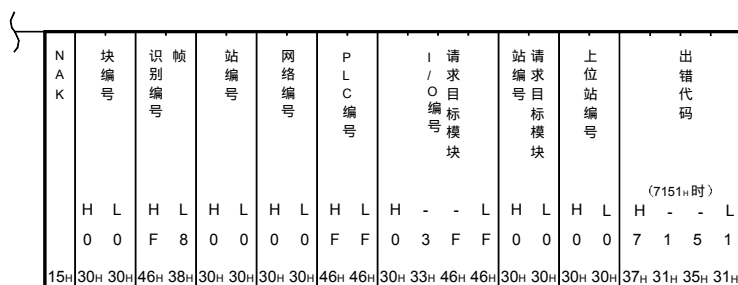 NAK 块编号 帧识别编号 站编号 网络编号 PLC编号 请求目标模块I/O编号 请求目标模块站编号 上位站编号 出错代码
(7151H时)
H L H L H L H L H L H - - L H L H L H - - L
0 0 F 8 0 0 0 0 F F 0 3 F F 0 0 0 0 7 1 5 1
15H 30H 30H 46H 38H 30H 30H 30H 30H 46H 46H 30H 33H 46H 46H 30H 30H 30H 30H 37H 31H 35H 31H